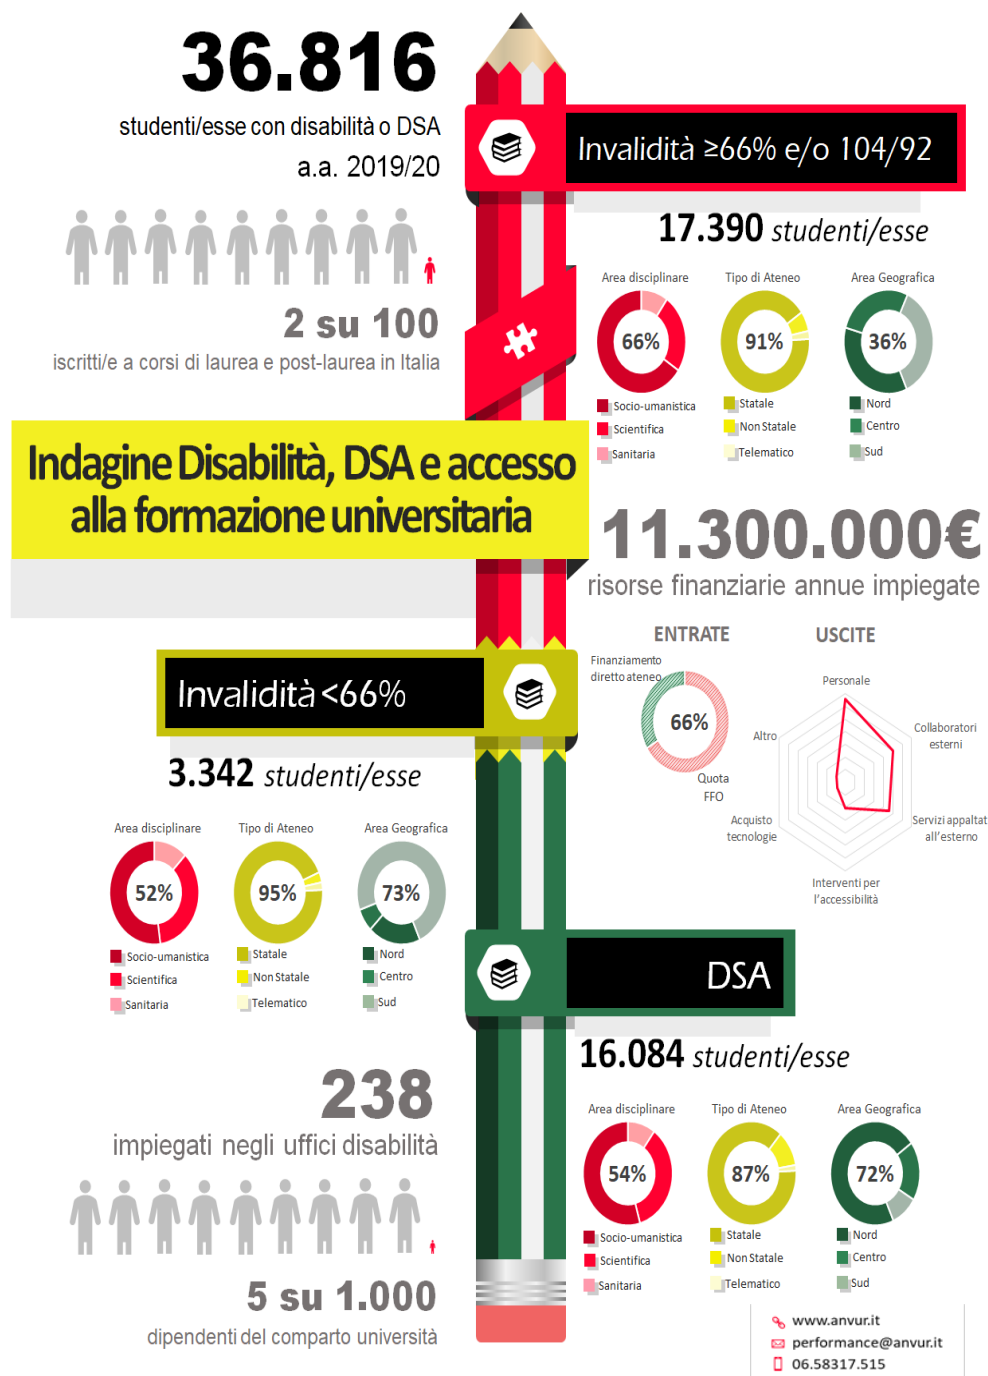 36.816
studenti/esse con disabilità o DSA
a.a. 2019/20
2 su 100
iscritti/e a corsi di laurea e post-laurea in Italia
Invalidità ≥66% e/o 104/92
17.390 studenti/esse
Area disciplinare
Tipo di Ateneo
Area Geografica
66%
91%
36%
Socio-umanistica
Scientifica
Sanitaria
Statale
Non Statale
Telematico
Nord
Centro
Sud
Indagine Disabilità, DSA e accesso
alla formazione universitaria
11.300.000€
risorse finanziarie annue impiegate
ENTRATE
Finanziamento
diretto ateneo
66%
Quota
FFO
USCITE
Personale
Collaboratori
esterni
Servizi appaltat
all'esterno
Interventi per
l'accessibilità
Acquisto
tecnologie
Altro
Invalidità <66%
3.342 studenti/esse
Area disciplinare
Tipo di Ateneo
Area Geografica
52%
95%
73%
Socio-umanistica
Scientifica
Sanitaria
Statale
Non Statale
Telematico
Nord
Centro
Sud
DSA
16.084 studenti/esse
Area disciplinare
Tipo di Ateneo
Area Geografica
54%
87%
72%
Socio-umanistica
Scientifica
Sanitaria
Statale
Non Statale
Telematico
Nord
Centro
Sud
238
impiegati negli uffici disabilità
5 su 1.000
dipendenti del comparto università
www.anvur.it
performance@anvur.it
06.58317.515